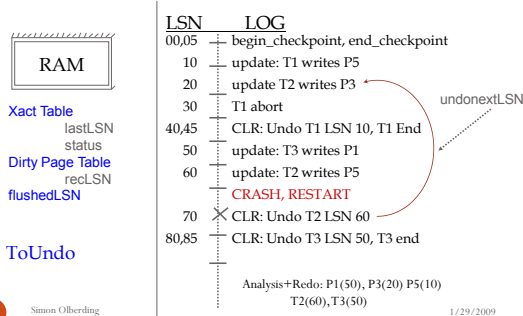 LSN LOG
00,05 begin_checkpoint, end_checkpoint
10 update: T1 writes P5
20 update T2 writes P3
30 T1 abort
40,45 CLR: Undo T1 LSN 10, T1 End
50 update: T3 writes P1
60 update: T2 writes P5
CRASH, RESTART
70 CLR: Undo T2 LSN 60
80,85 CLR: Undo T3 LSN 50, T3 end
undonextLSN
RAM
Xact Table
lastLSN
status
Dirty Page Table
recLSN
flushedLSN
ToUndo
Analysis+Redo: P1(50), P3(20) P5(10)
T2(60),T3(50)
Simon Olberding
1/29/2009